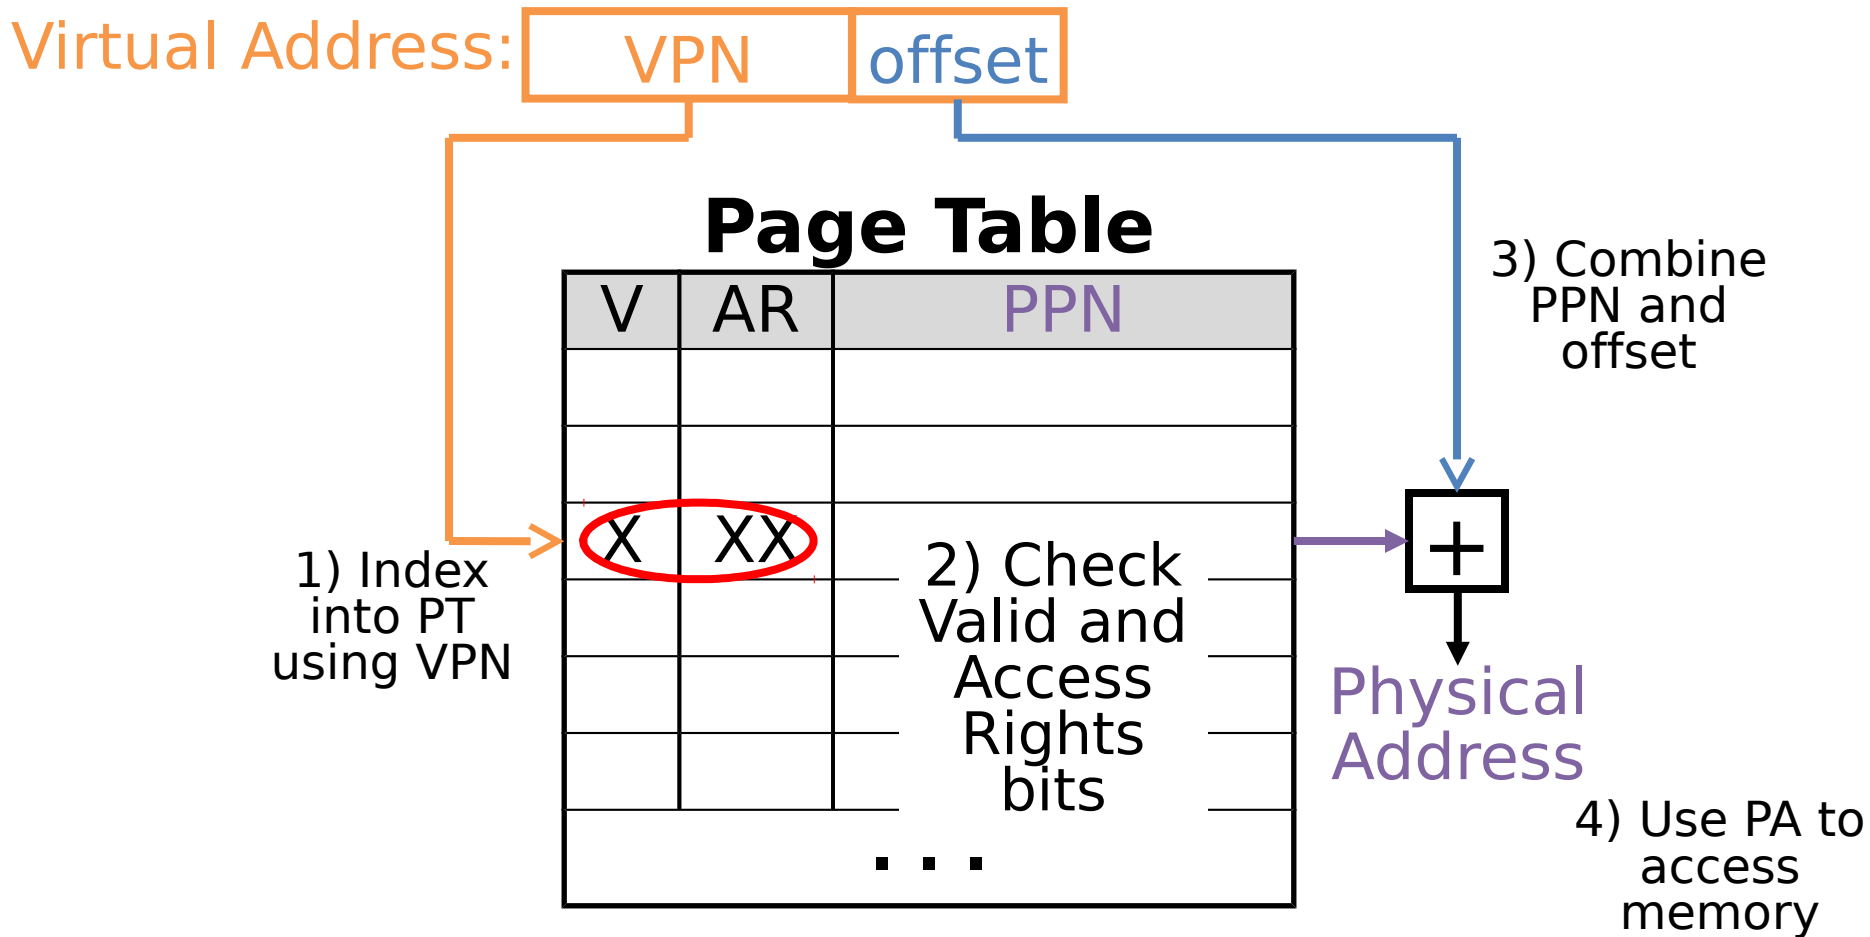 Virtual Address: VPN offset
Page Table
V AR PPN
X XX
1) Index
into PT
using VPN
2) Check
Valid and
Access
Rights
bits
3) Combine
PPN and
offset
+
Physical
Address
4) Use PA to
access
memory
. . .